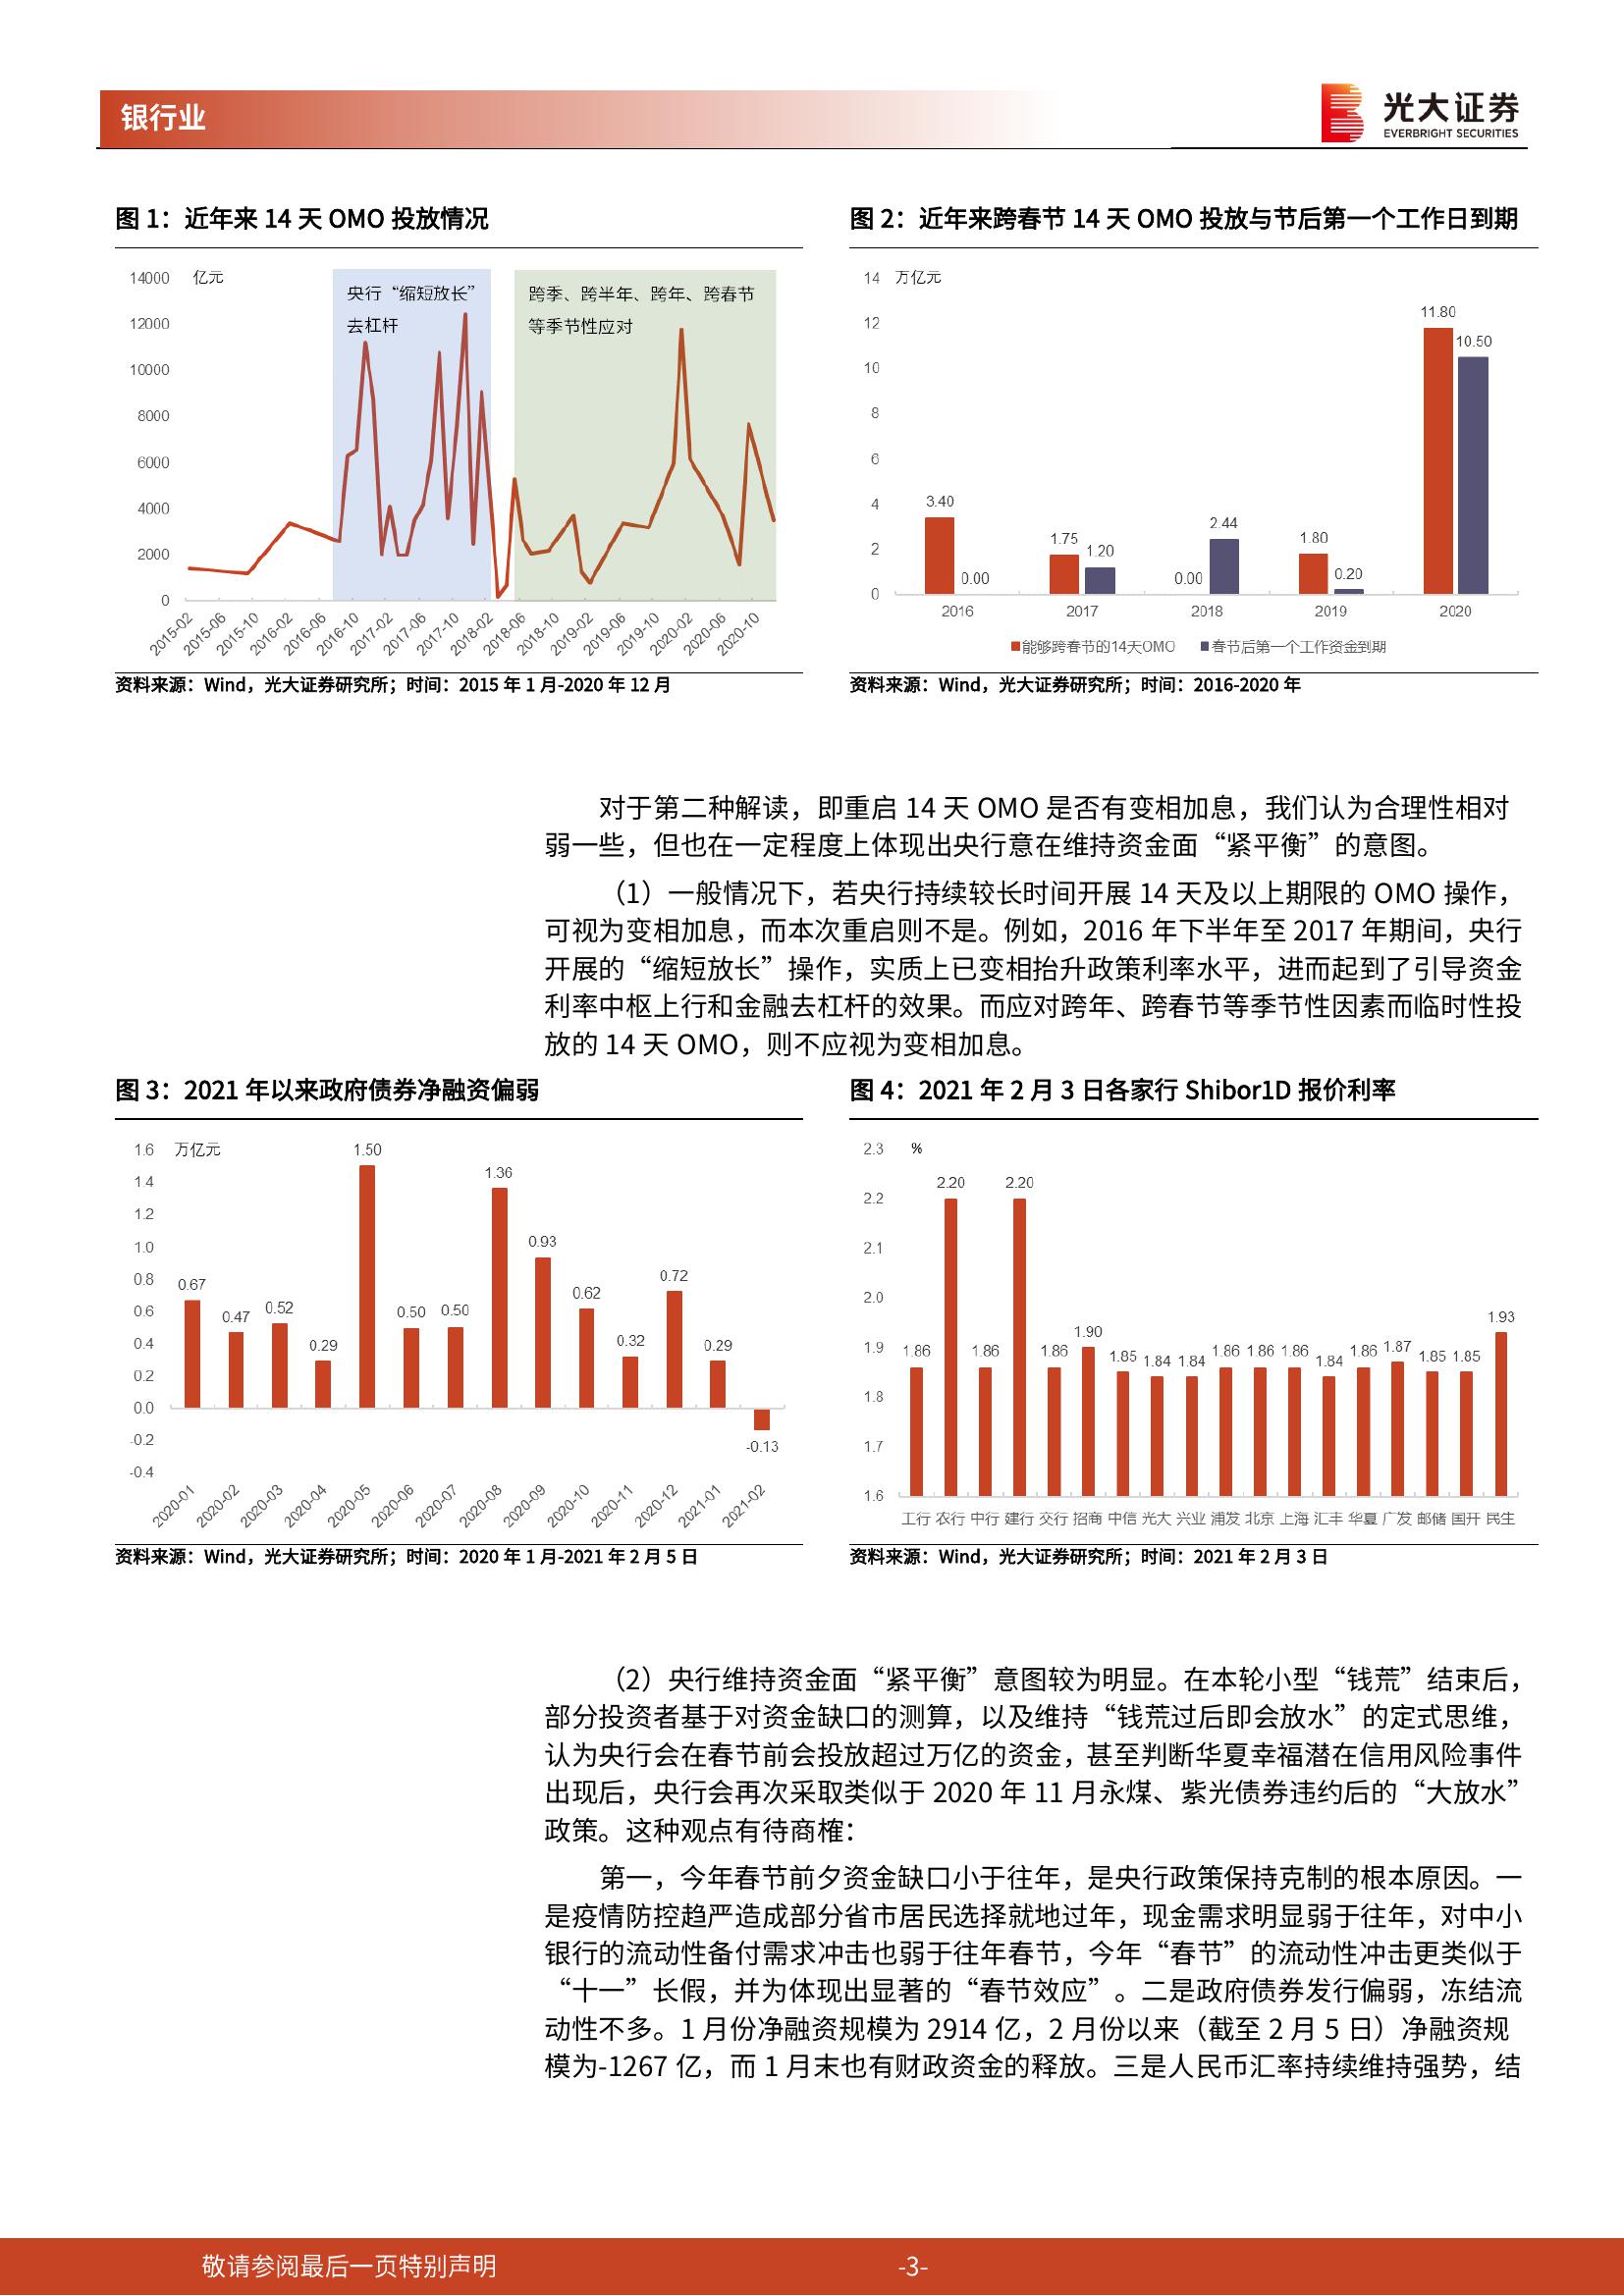 银行业
光大证券
EVERBRIGHT SECURITIES
图 1：近年来 14 天 OMO 投放情况
14000
12000
10000
8000
6000
4000
2000
0
亿元
央行“缩短放长”
去杠杆
跨季、跨半年、跨年、跨春节
等季节性应对
2015-02 2015-06 2015-10 2016-02 2016-06 2016-10 2017-02 2017-06 2017-10 2018-02 2018-06 2018-10 2019-02 2019-06 2019-10 2020-02 2020-06 2020-10
资料来源：Wind，光大证券研究所；时间：2015 年 1 月-2020 年 12 月
图 2：近年来跨春节 14 天 OMO 投放与节后第一个工作日到期
14
12
10
8
6
4
2
0
万亿元
3.40 0.00 1.75 1.20 0.00 2.44 1.80 0.20 11.80 10.50
2016 2017 2018 2019 2020
能够跨春节的14天OMO 春节后第一个工作资金到期
资料来源：Wind，光大证券研究所；时间：2016-2020 年
对于第二种解读，即重启 14 天 OMO 是否有变相加息，我们认为合理性相对
弱一些，但也在一定程度上体现出央行意在维持资金面“紧平衡”的意图。
（1）一般情况下，若央行持续较长时间开展 14 天及以上期限的 OMO 操作，
可视为变相加息，而本次重启则不是。例如，2016 年下半年至 2017 年期间，央行
开展的“缩短放长”操作，实质上已变相抬升政策利率水平，进而起到了引导资金
利率中枢上行和金融去杠杆的效果。而应对跨年、跨春节等季节性因素而临时性投
放的 14 天 OMO，则不应视为变相加息。
图 3：2021 年以来政府债券净融资偏弱
1.6
1.4
1.2
1.0
0.8
0.6
0.4
0.2
0.0
-0.2
-0.4
万亿元
0.67 0.47 0.52 0.29 1.50 0.50 0.50 1.36 0.93 0.62 0.32 0.72 0.29 -0.13
2020-01 2020-02 2020-03 2020-04 2020-05 2020-06 2020-07 2020-08 2020-09 2020-10 2020-11 2020-12 2021-01 2021-02
资料来源：Wind，光大证券研究所；时间：2020 年 1 月-2021 年 2 月 5 日
图 4：2021 年 2 月 3 日各家行 Shibor1D 报价利率
2.3
2.2
2.1
2.0
1.9
1.8
1.7
1.6
%
1.86 2.20 1.86 2.20 1.86 1.90 1.85 1.84 1.84 1.86 1.86 1.86 1.84 1.86 1.87 1.85 1.85 1.93
工行 农行 中行 建行 交行 招商 中信 光大 兴业 浦发 北京 上海 汇丰 华夏 广发 邮储 国开 民生
资料来源：Wind，光大证券研究所；时间：2021 年 2 月 3 日
（2）央行维持资金面“紧平衡”意图较为明显。在本轮小型“钱荒”结束后，
部分投资者基于对资金缺口的测算，以及维持“钱荒过后即会放水”的定式思维，
认为央行会在春节前会投放超过万亿的资金，甚至判断华夏幸福潜在信用风险事件
出现后，央行会再次采取类似于 2020 年 11 月永煤、紫光债券违约后的“大放水”
政策。这种观点有待商榷：
第一，今年春节前夕资金缺口小于往年，是央行政策保持克制的根本原因。一
是疫情防控趋严造成部分省市居民选择就地过年，现金需求明显弱于往年，对中小
银行的流动性备付需求冲击也弱于往年春节，今年“春节”的流动性冲击更类似于
“十一”长假，并为体现出显著的“春节效应”。二是政府债券发行偏弱，冻结流
动性不多。1 月份净融资规模为 2914 亿，2 月份以来（截至 2 月 5 日）净融资规
模为-1267 亿，而 1 月末也有财政资金的释放。三是人民币汇率持续维持强势，结
敬请参阅最后一页特别声明
-3-